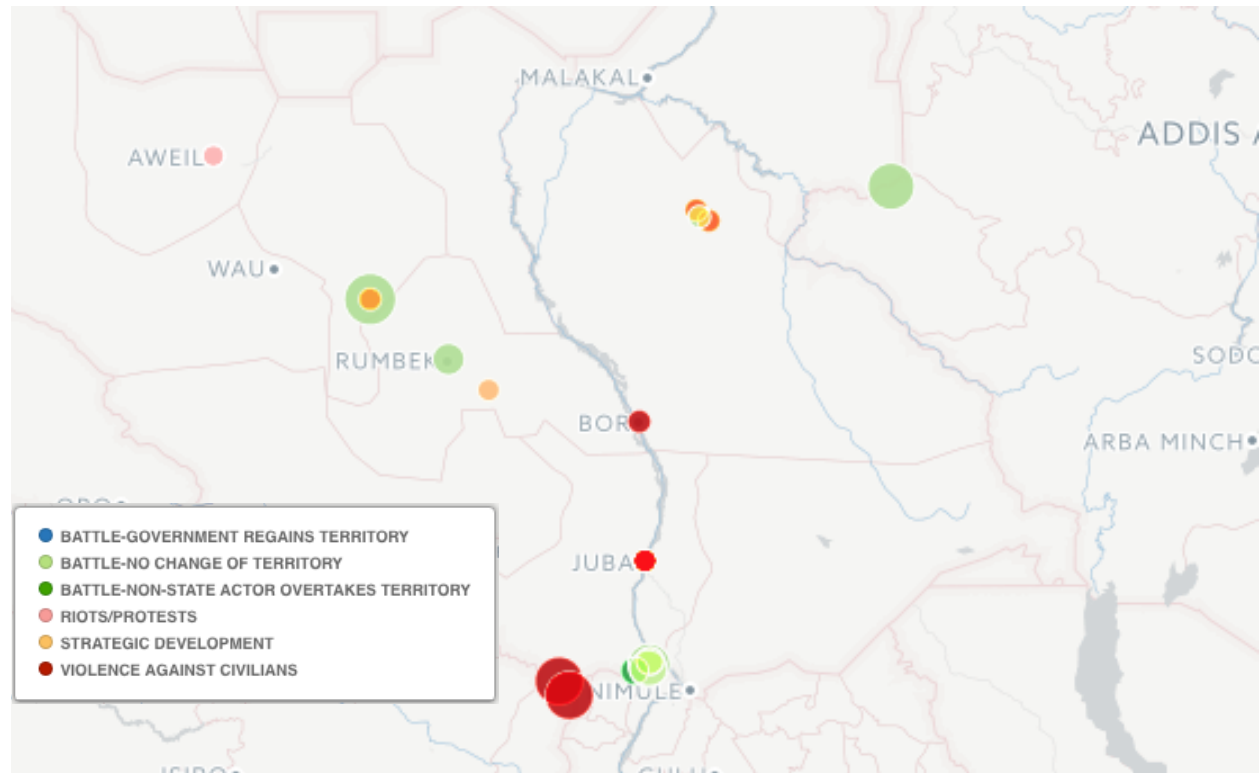 MALAKAL
ADDIS A
AWEIL
WAU
RUMBEK
SODO
BOR
ARBA MINCH
BATTLE-GOVERNMENT REGAINS TERRITORY
BATTLE-NO CHANGE OF TERRITORY
BATTLE-NON-STATE ACTOR OVERTAKES TERRITORY
RIOTS/PROTESTS
STRATEGIC DEVELOPMENT
VIOLENCE AGAINST CIVILIANS
JUBA
NIMULE